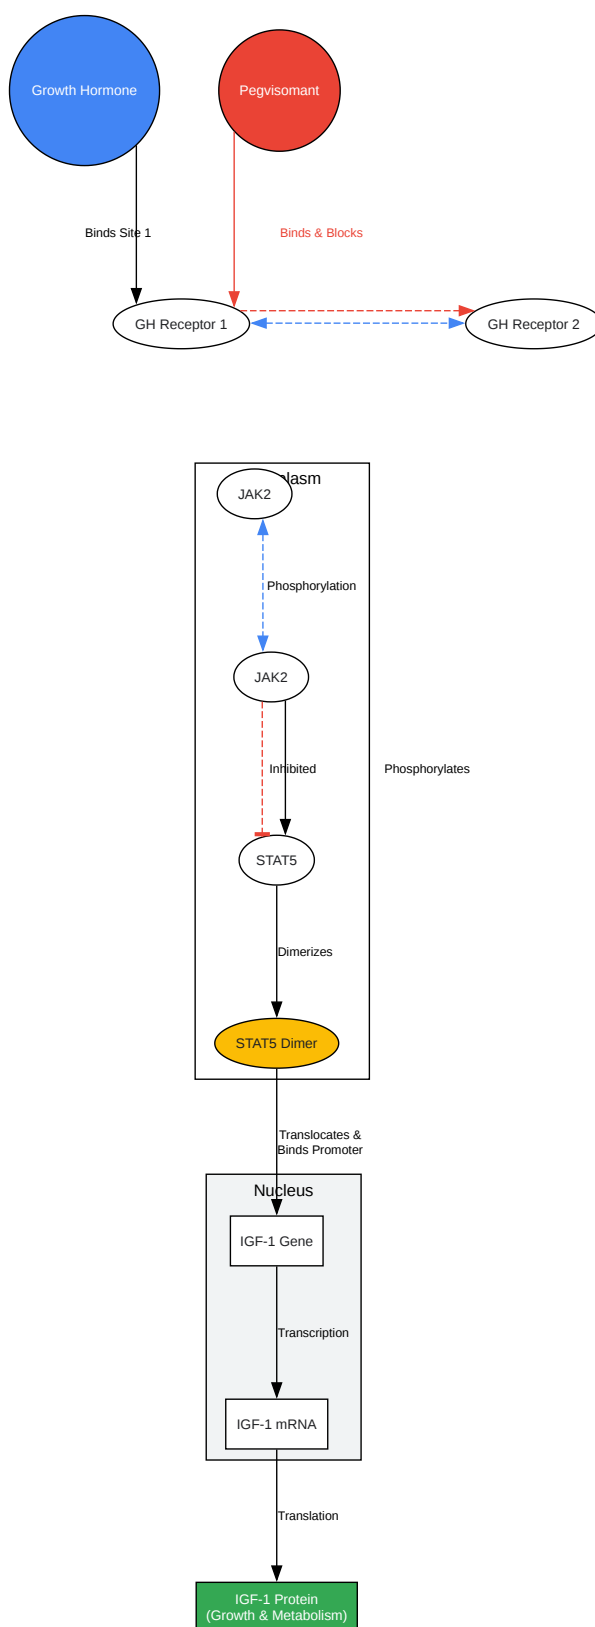 Growth Hormone
Pegvisomant
Binds Site 1
Binds & Blocks
GH Receptor 1
GH Receptor 2
JAK2
Phosphorylation
JAK2
Inhibited
Phosphorylates
STAT5
Dimerizes
STAT5 Dimer
Translocates &
Binds Promoter
Nucleus
IGF-1 Gene
Transcription
IGF-1 mRNA
Translation
IGF-1 Protein
(Growth & Metabolism)